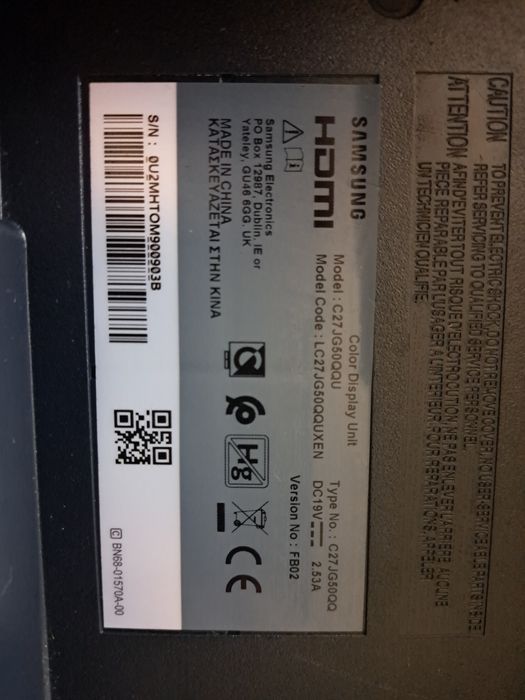 CAUTION
TO PREVENT ELECTRIC SHOCK, DO NOT REMOVE COVER. NO USER-SERVICEABLE PARTS INSIDE.
REFER SERVICING TO QUALIFIED SERVICE PERSONNEL.
ATTENTION
AFIN D'EVITER TOUT RISQUE D'ELECTROCUTION, NE PAS ENLEVER L'ARRIERE. AUCUNE
PIECE REPARABLE PAR L'USAGER A L'INTERIEUR. POUR REPARATIONS, APPELER
UN TECHNICIEN QUALIFIE.
SAMSUNG
Color Display Unit
HDMI
Model : C27JG50QQU
Type No. : C27JG50QQ
Model Code : LC27JG50QQUXEN
DC19V
2.53A
Version No : FB02
Samsung Electronics
PO Box 12987, Dublin. IE or
Yateley, GU46 6GG. UK
MADE IN CHINA
ΚΑΤΑΣΚΕΥΑΖΕΤΑΙ ΣΤΗΝ ΚΙΝΑ
Hg
CE
S/N : 0U2MHTOM900903B
C BN68-01570A-00